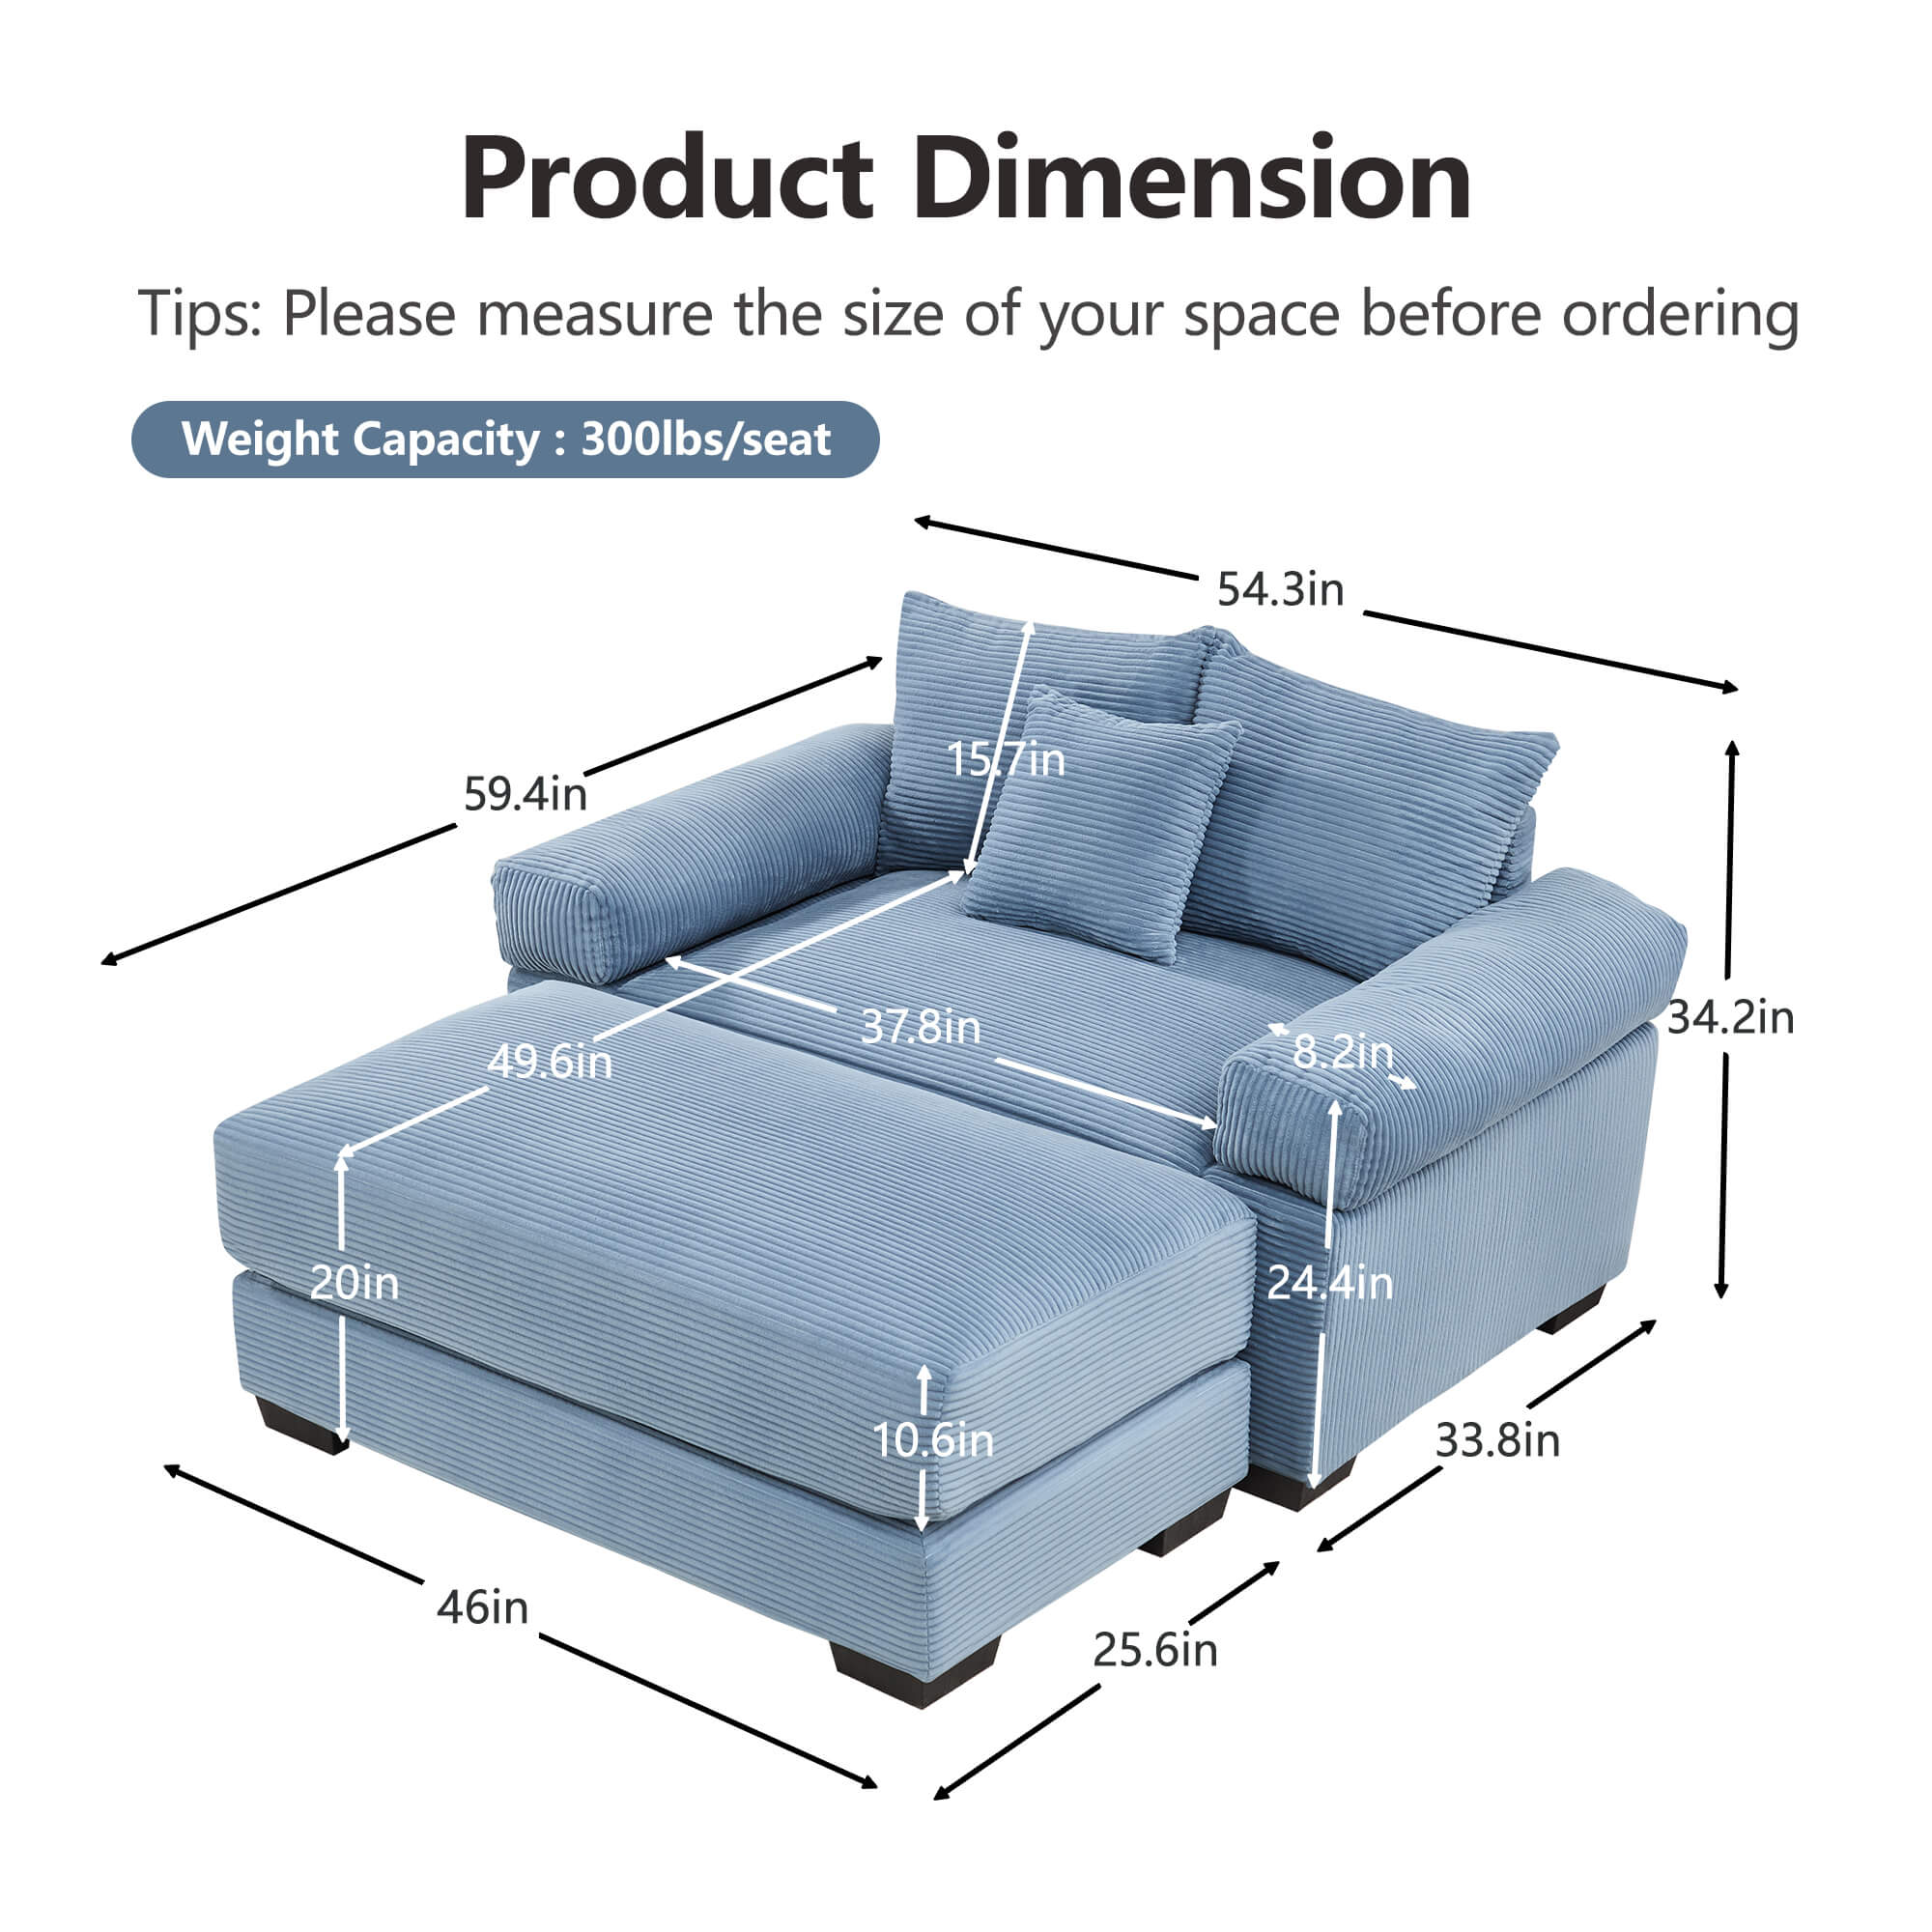 Product Dimension
Tips: Please measure the size of your space before ordering
Weight Capacity : 300lbs/seat
54.3in
15.7in
59.4in
34.2in
37.8in
8.2in
49.6in
20in
24.4in
10.6in
33.8in
46in
25.6in